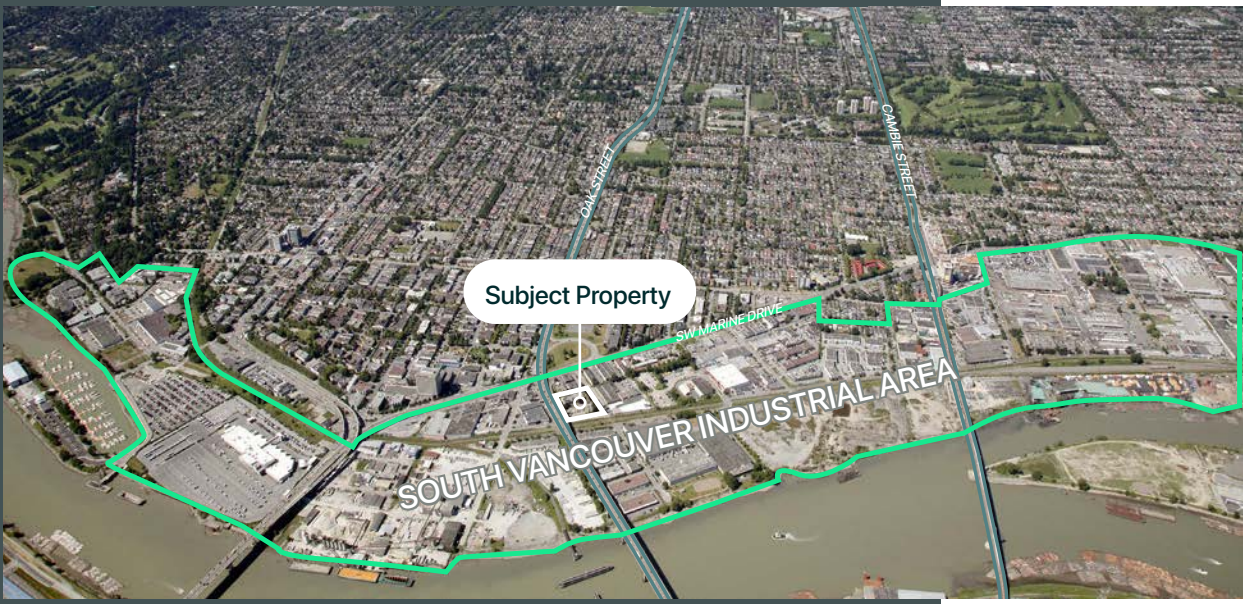 OAK STREET
CAMBIE STREET
Subject Property
SW MARINE DRIVE
SOUTH VANCOUVER INDUSTRIAL AREA